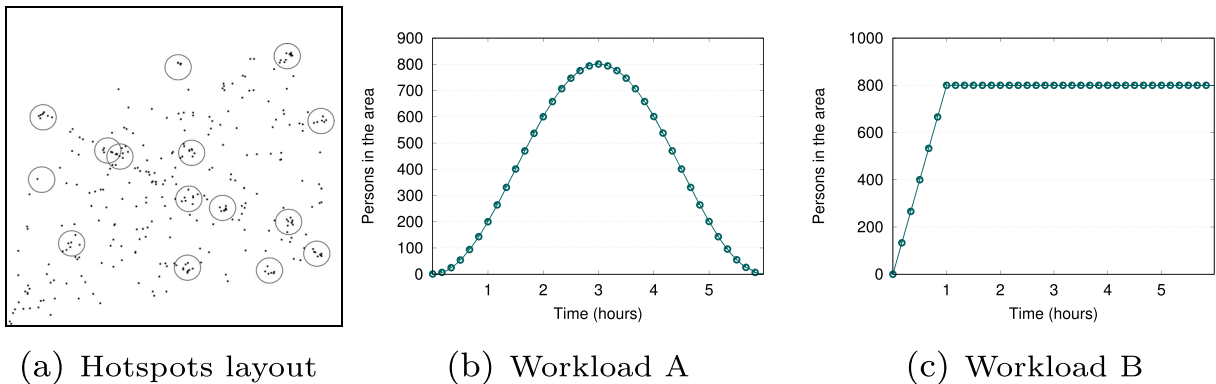 900
800
700
600
500
400
300
200
100
0
1 2 3 4 5
Persons in the area
Time (hours)
1000
800
600
400
200
0
1 2 3 4 5
Persons in the area
Time (hours)
(a) Hotspots layout
(b) Workload A
(c) Workload B